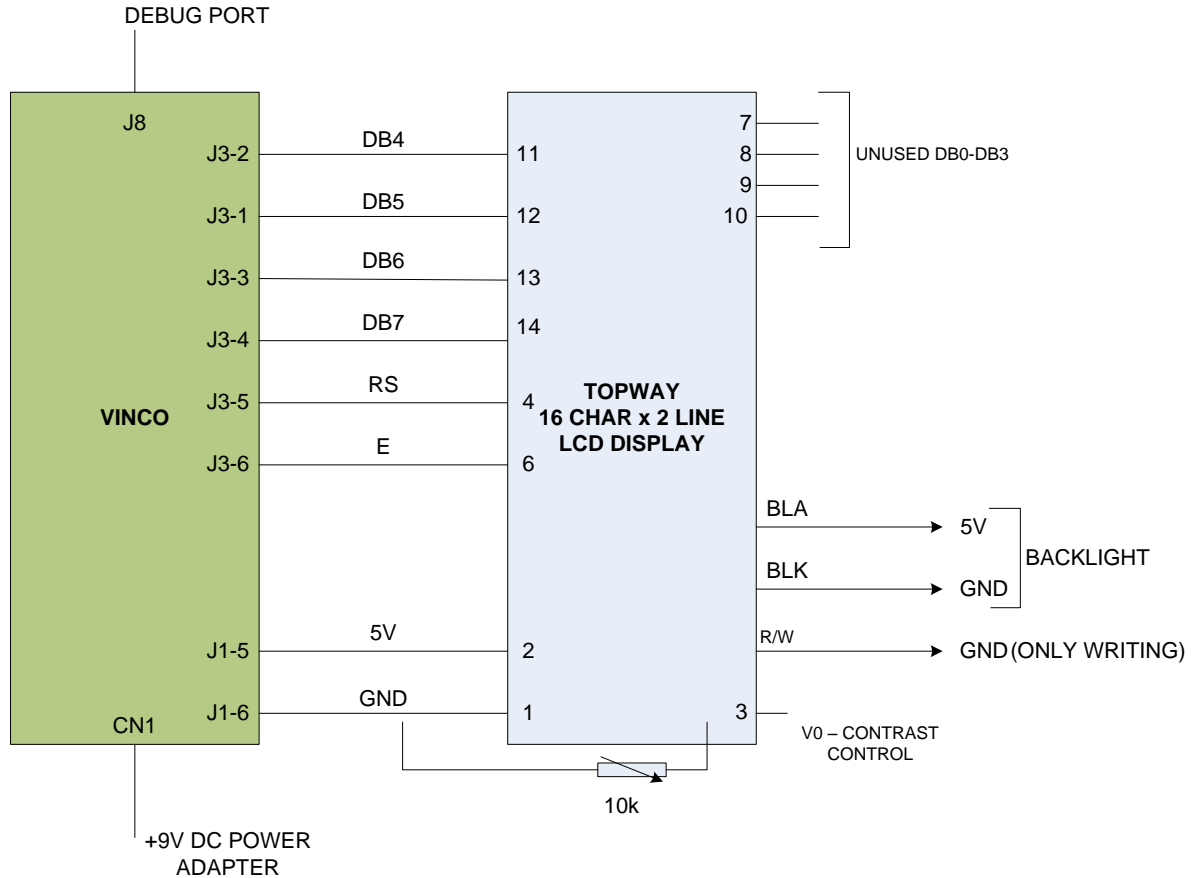 DEBUG PORT
J8
J3-2
DB4
11
J3-1
DB5
12
J3-3
DB6
13
J3-4
DB7
14
J3-5
RS
4
J3-6
E
6
VINCO
TOPWAY
16 CHAR x 2 LINE
LCD DISPLAY
7
8
9
10
UNUSED DB0-DB3
BLA
5V
BLK
GND
BACKLIGHT
R/W
GND (ONLY WRITING)
J1-5
5V
2
J1-6
GND
1
3
V0 – CONTRAST
CONTROL
CN1
10k
+9V DC POWER
ADAPTER